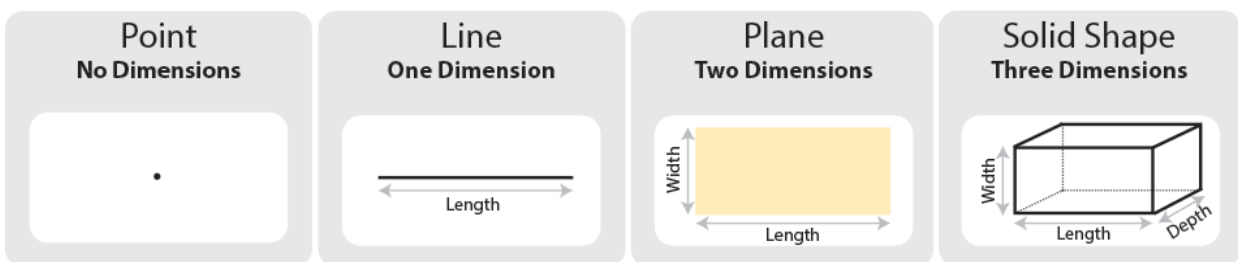 Point
No Dimensions
Line
One Dimension
Length
Plane
Two Dimensions
Width
Length
Solid Shape
Three Dimensions
Width
Length
Depth